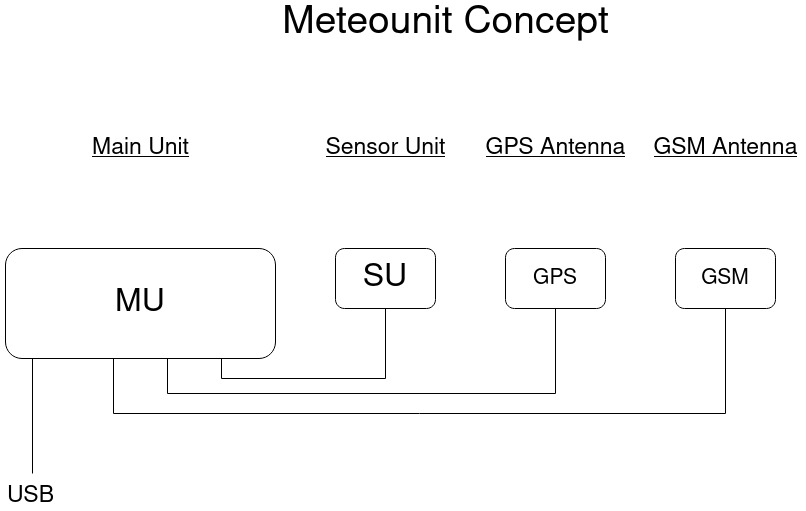 Meteounit Concept
Main Unit
Sensor Unit
GPS Antenna
GSM Antenna
MU
SU
GPS
GSM
USB